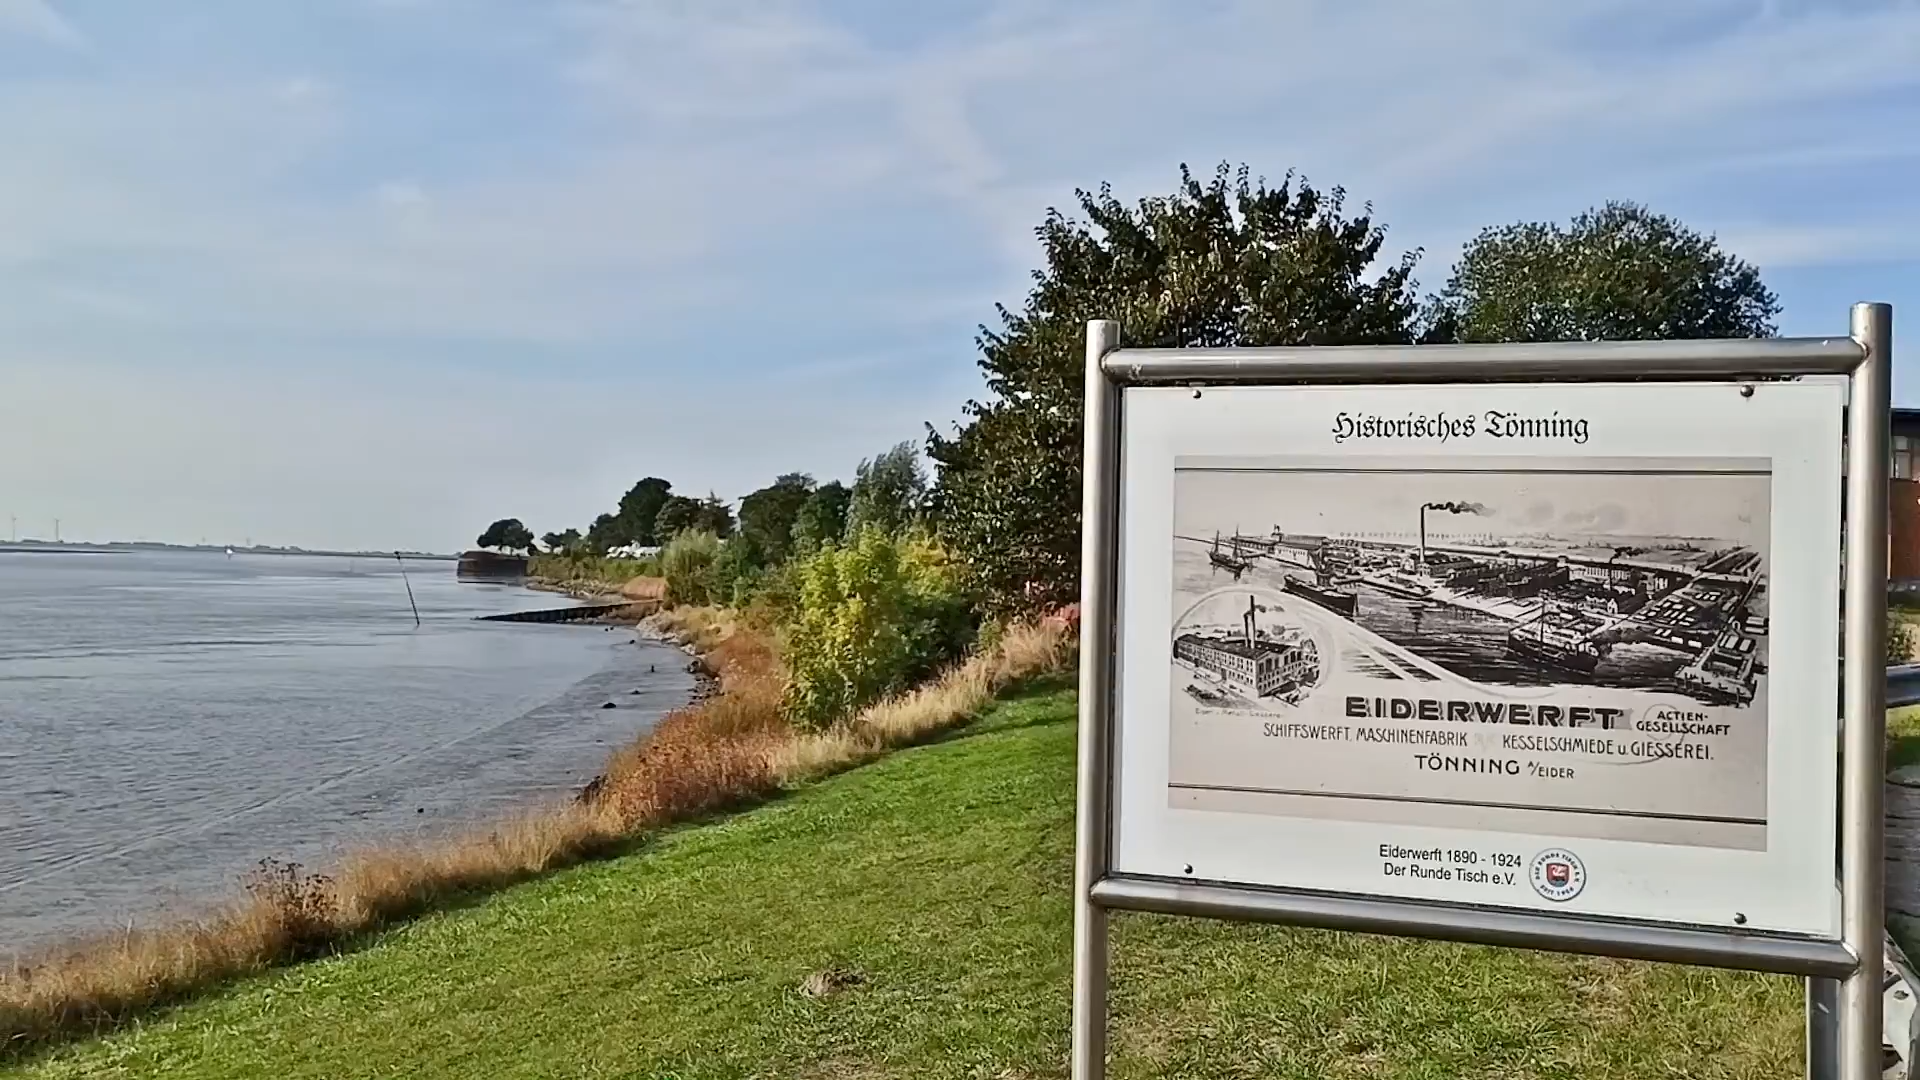 Historisches Tönning
EIDERWERFT ACTIEN-
GESELLSCHAFT
SCHIFFSWERFT, MASCHINENFABRIK KESSELSCHMIEDE u. GIESSEREI.
TÖNNING A/EIDER
Eiderwerft 1890 - 1924
Der Runde Tisch e.V.